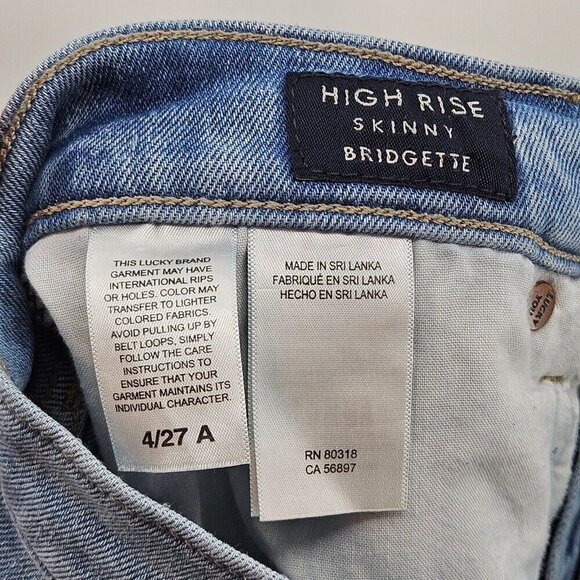 HIGH RISE
SKINNY
BRIDGETTE
THIS LUCKY BRAND
GARMENT MAY HAVE
INTERNATIONAL RIPS
OR HOLES. COLOR MAY
TRANSFER TO LIGHTER
COLORED FABRICS.
AVOID PULLING UP BY
BELT LOOPS, SIMPLY
FOLLOW THE CARE
INSTRUCTIONS TO
ENSURE THAT YOUR
GARMENT MAINTAINS ITS
INDIVIDUAL CHARACTER.
4/27 A
MADE IN SRI LANKA
FABRIQUÉ EN SRI LANKA
HECHO EN SRI LANKA
RN 80318
CA 56897
LUCKY
YOU